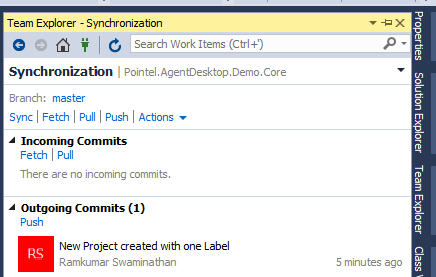 Team Explorer - Synchronization
Search Work Items (Ctrl+')
Synchronization | Pointel.AgentDesktop.Demo.Core
Branch: master
Sync | Fetch | Pull | Push | Actions
Incoming Commits
Fetch | Pull
There are no incoming commits.
Outgoing Commits (1)
Push
RS
New Project created with one Label
Ramkumar Swaminathan 5 minutes ago
Properties
Solution Explorer
Team Explorer
Class